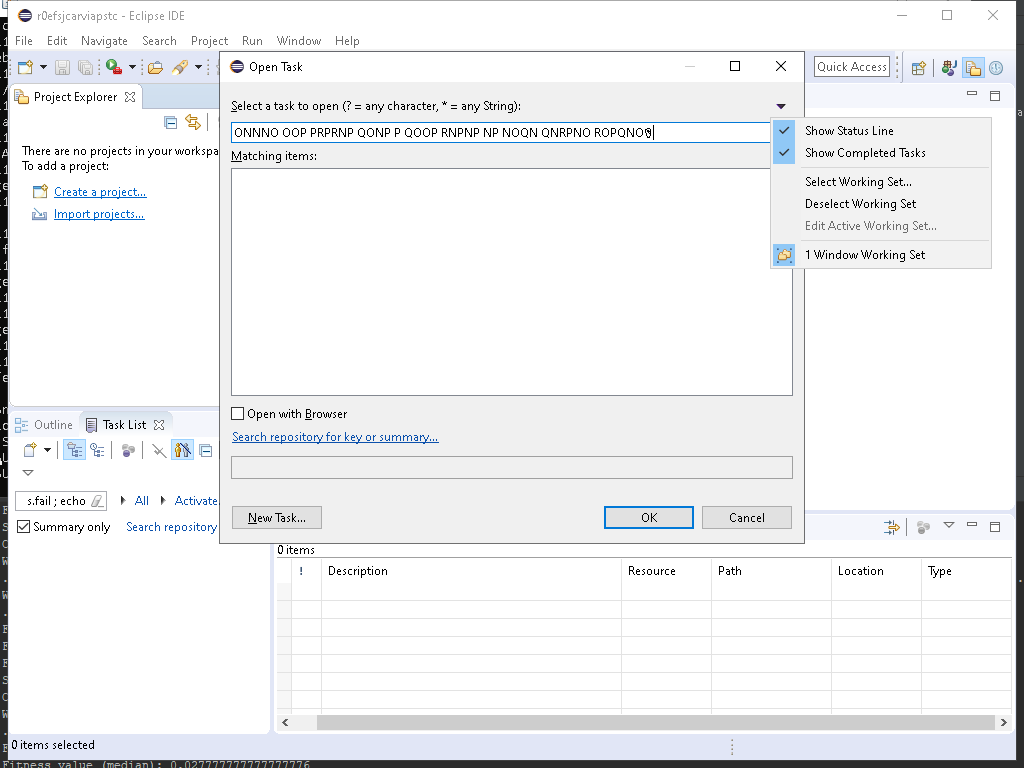 r0efsjcarviapstc - Eclipse IDE
File Edit Navigate Search Project Run Window Help
Quick Access
Open Task
Project Explorer
Select a task to open (? = any character, * = any String):
ONNNO OOP PRPRNP QONP P QOOP RNPNP NP NOQN QNRPNO ROPQNO
Matching items:
Show Status Line
Show Completed Tasks
Select Working Set...
Deselect Working Set
Edit Active Working Set...
1 Window Working Set
There are no projects in your workspa
To add a project:
Create a project...
Import projects...
Open with Browser
Search repository for key or summary...
New Task...
OK
Cancel
Outline
Task List
s.fail ; echo
All
Activate
Summary only
Search repository
0 items
! Description Resource Path Location Type
0 items selected
Fitness value (median): 0.027777777777777776